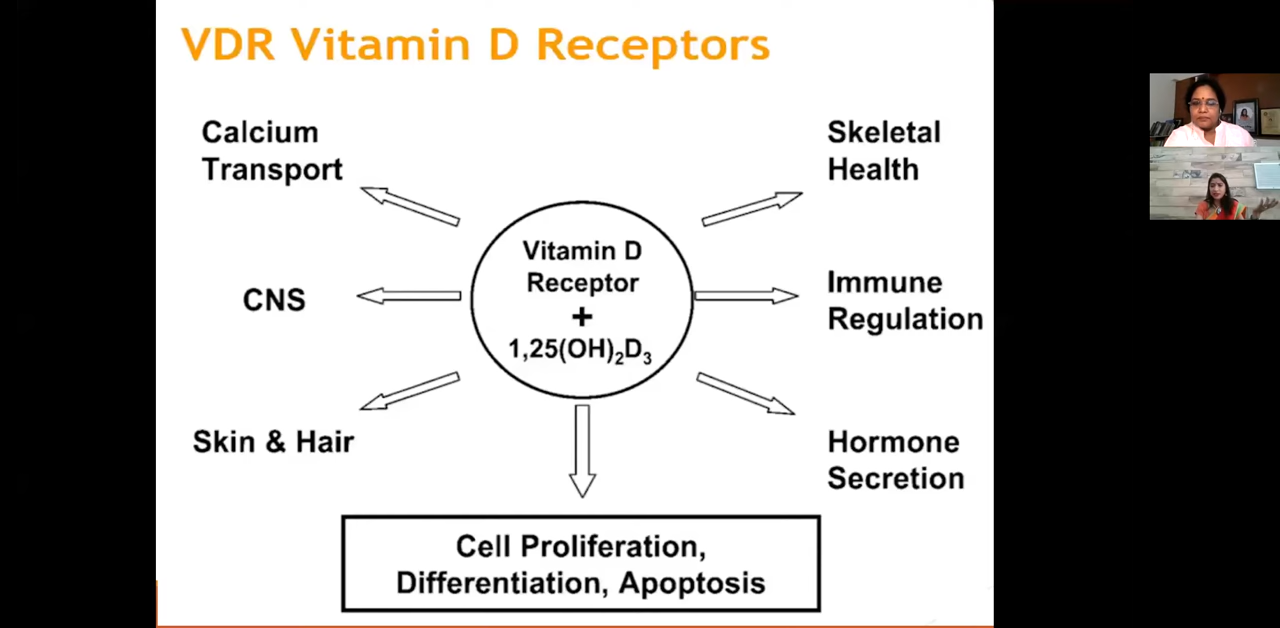 VDR Vitamin D Receptors
Calcium
Transport
Skeletal
Health
Vitamin D
Receptor
+
1,25(OH)₂D₃
CNS
Immune
Regulation
Skin & Hair
Hormone
Secretion
Cell Proliferation,
Differentiation, Apoptosis